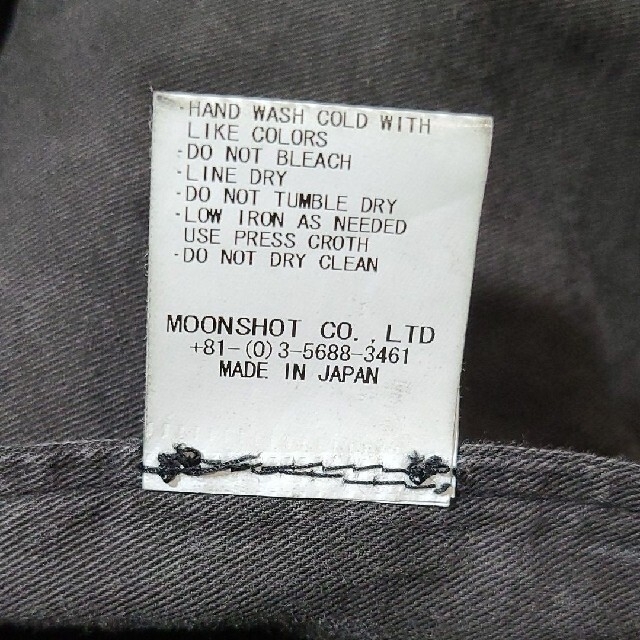 ·HAND WASH COLD WITH
LIKE COLORS
·DO NOT BLEACH
·LINE DRY
·DO NOT TUMBLE DRY
·LOW IRON AS NEEDED
USE PRESS CROTH
·DO NOT DRY CLEAN
MOONSHOT CO.,LTD
+81-(0)3-5688-3461
MADE IN JAPAN